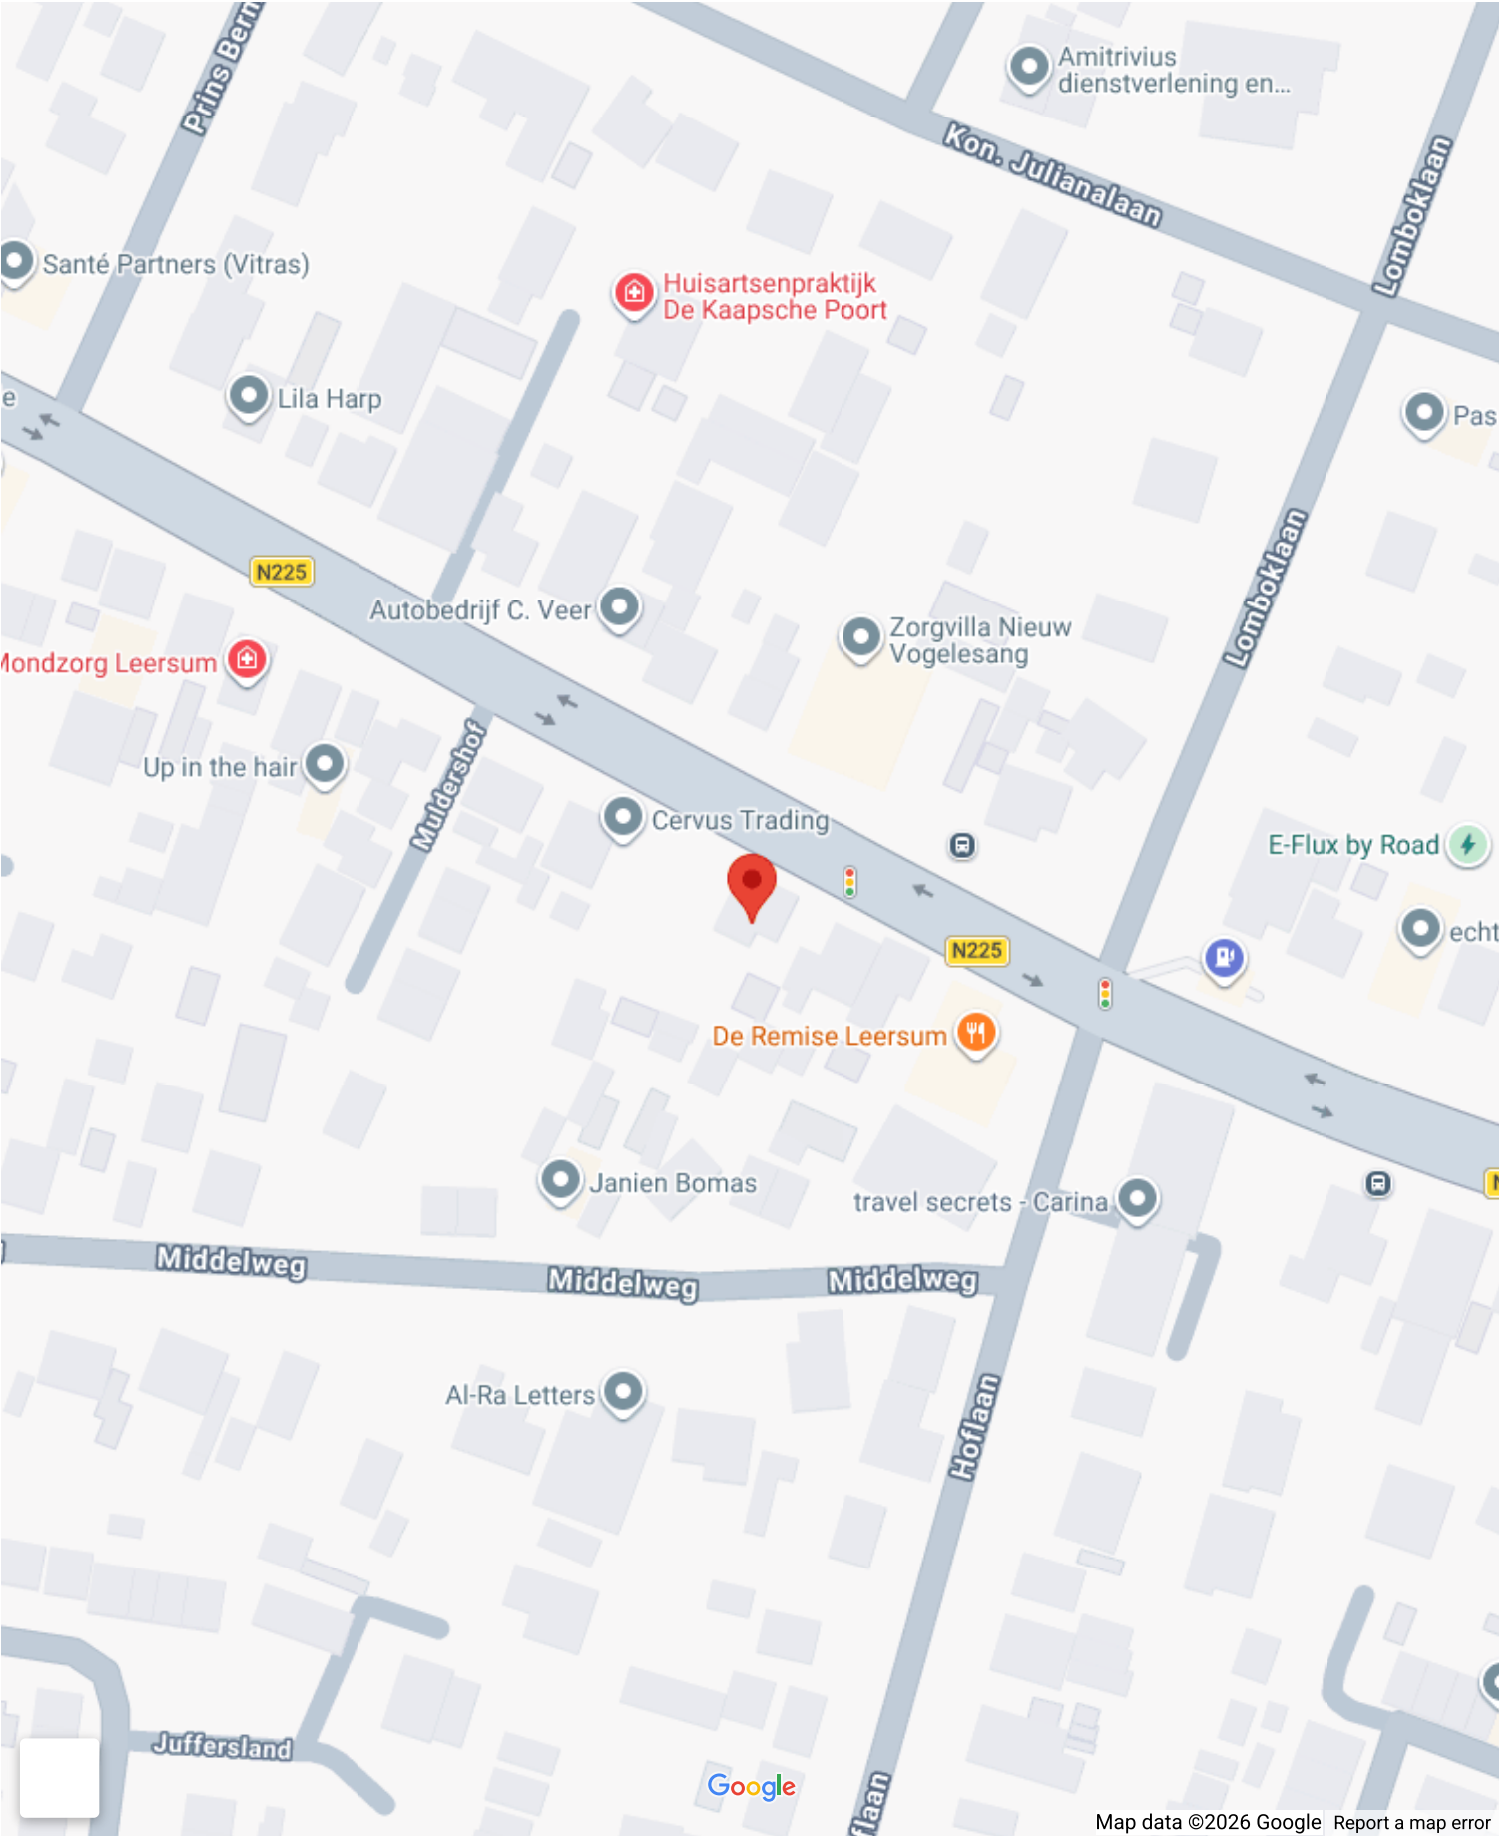 Prins Bern
Amitrivius
dienstverlening en...
Kon. Julianalaan
Lomboklaan
Santé Partners (Vitras)
Huisartsenpraktijk
De Kaapsche Poort
e
Lila Harp
Pas
N225
Autobedrijf C. Veer
Lomboklaan
Zorgvilla Nieuw
Vogelesang
Mondzorg Leersum
Up in the hair
Muldershof
Cervus Trading
E-Flux by Road
echt
N225
De Remise Leersum
Janien Bomas
travel secrets - Carina
N
Middelweg
Middelweg
Middelweg
Al-Ra Letters
Hoflaan
Juffersland
Google
flaan
Map data ©2026 Google
Report a map error